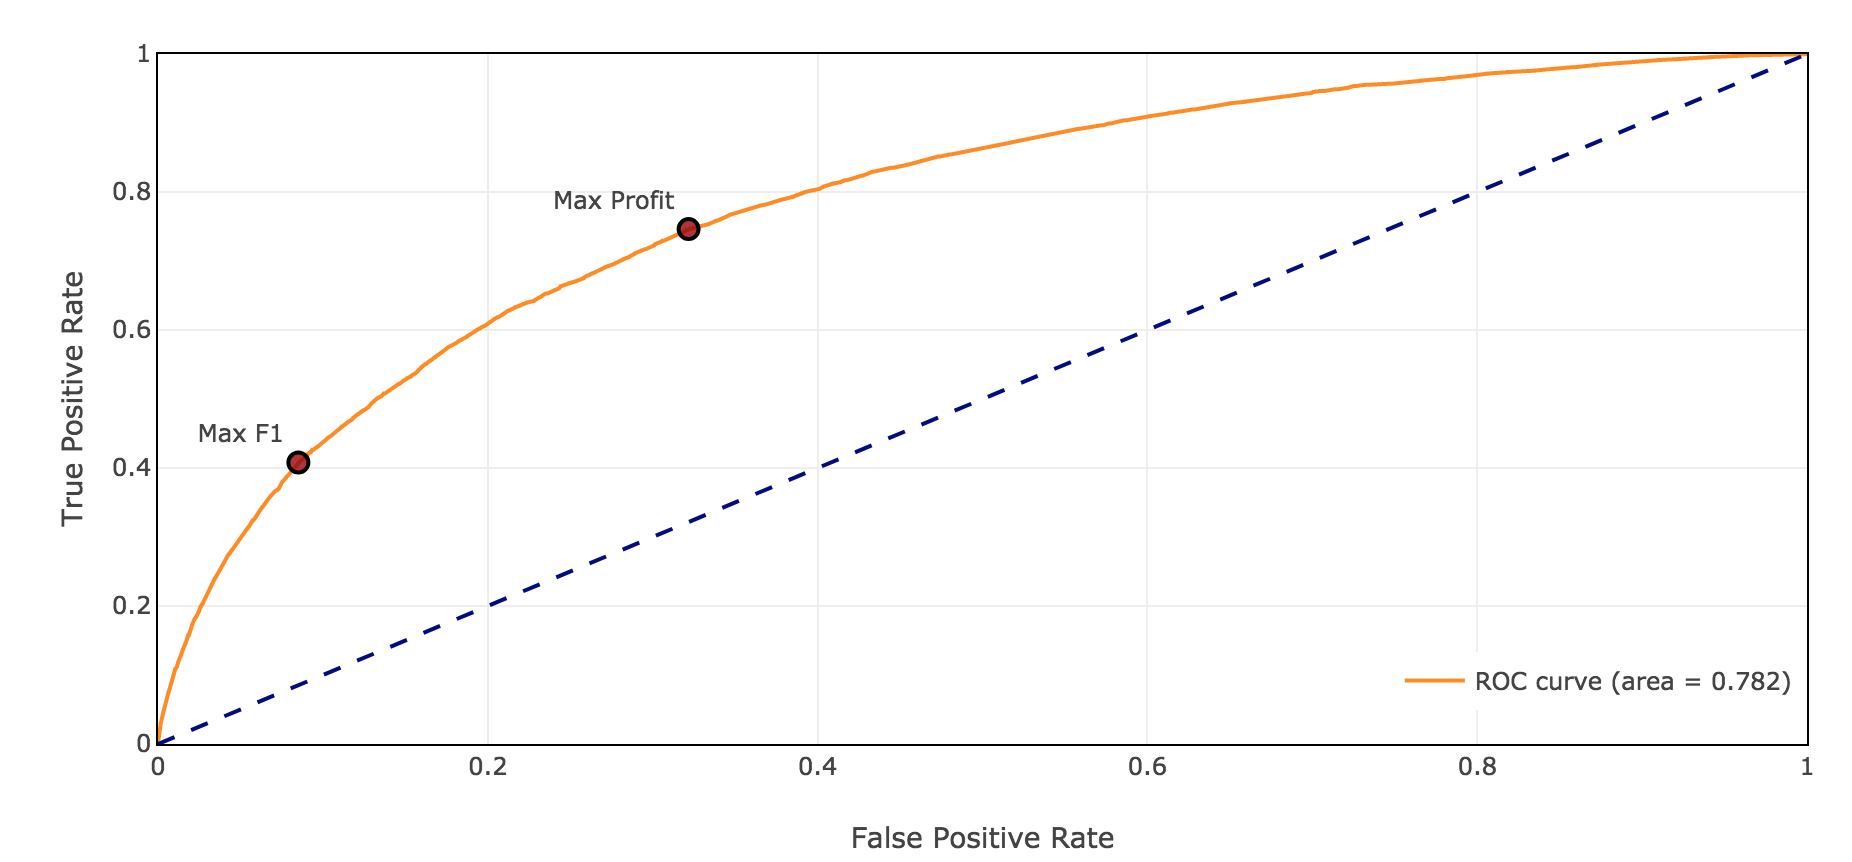 1
0.8
0.6
0.4
0.2
0
True Positive Rate
Max Profit
Max F1
ROC curve (area = 0.782)
0
0.2
0.4
0.6
0.8
1
False Positive Rate